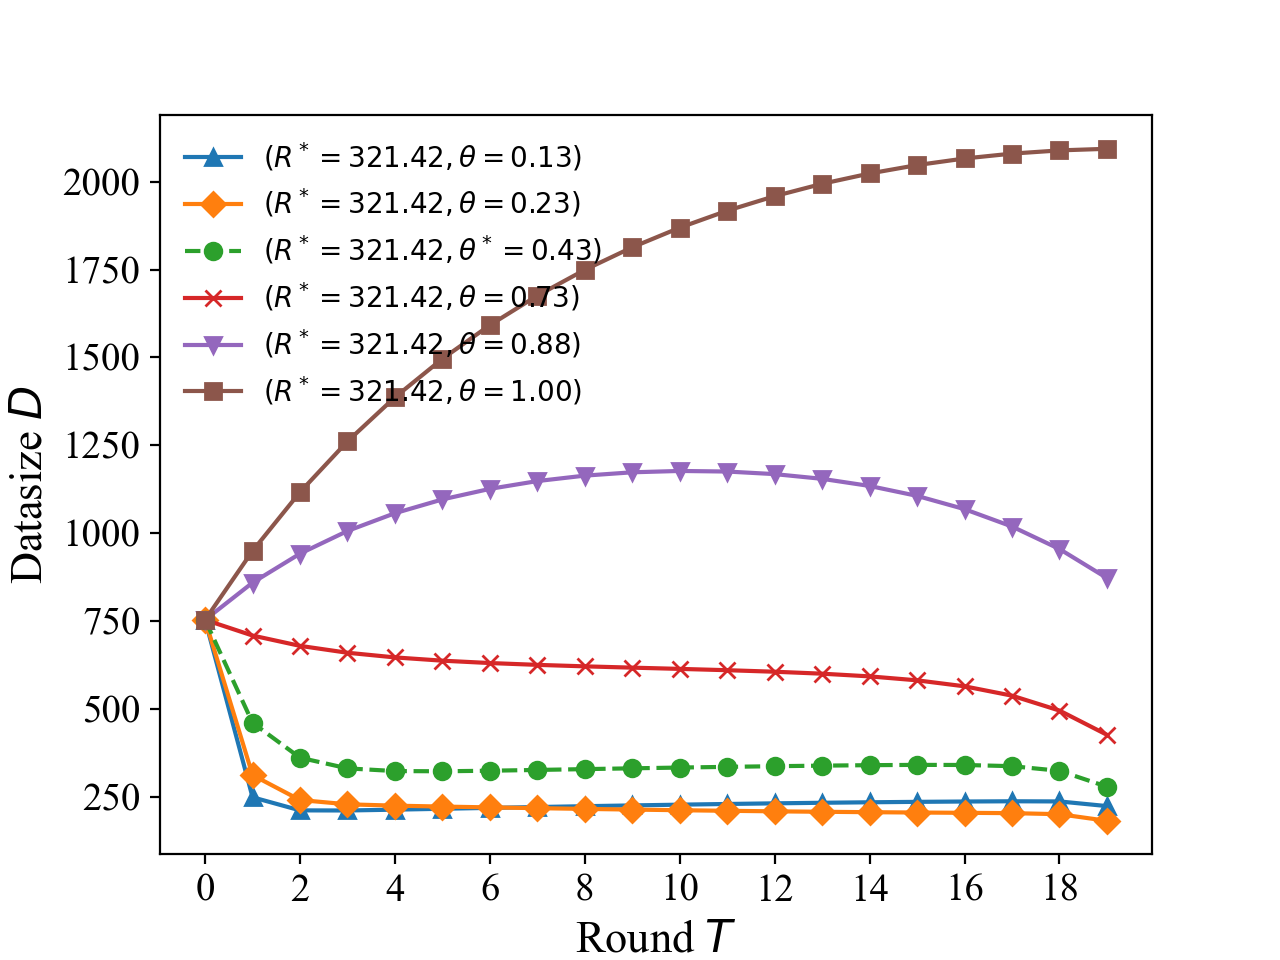 (R* = 321.42, θ = 0.13)
(R* = 321.42, θ = 0.23)
(R* = 321.42, θ* = 0.43)
(R* = 321.42, θ = 0.73)
(R* = 321.42, θ = 0.88)
(R* = 321.42, θ = 1.00)
2000
1750
1500
1250
1000
750
500
250
Datasize D
0 2 4 6 8 10 12 14 16 18
Round T